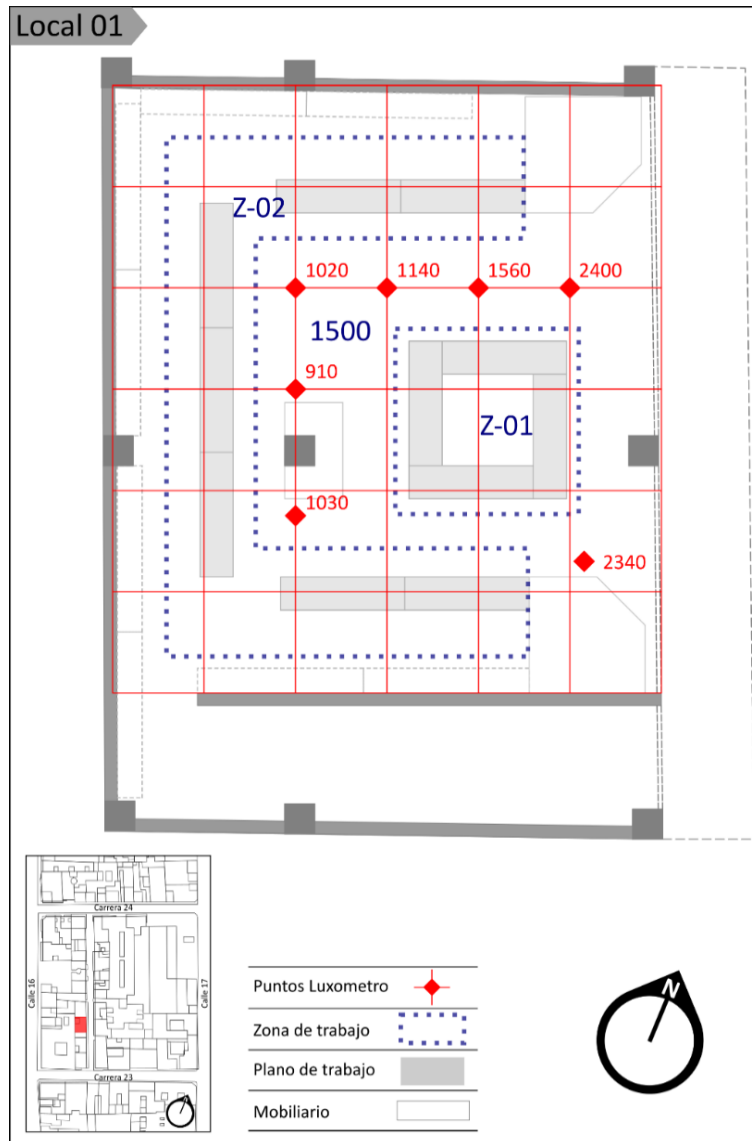 Local 01
Z-02
1020
1140
1560
2400
1500
910
Z-01
1030
2340
Carrera 24
Calle 16
Calle 17
Carrera 23
N
Puntos Luxometro
Zona de trabajo
Plano de trabajo
Mobiliario
N